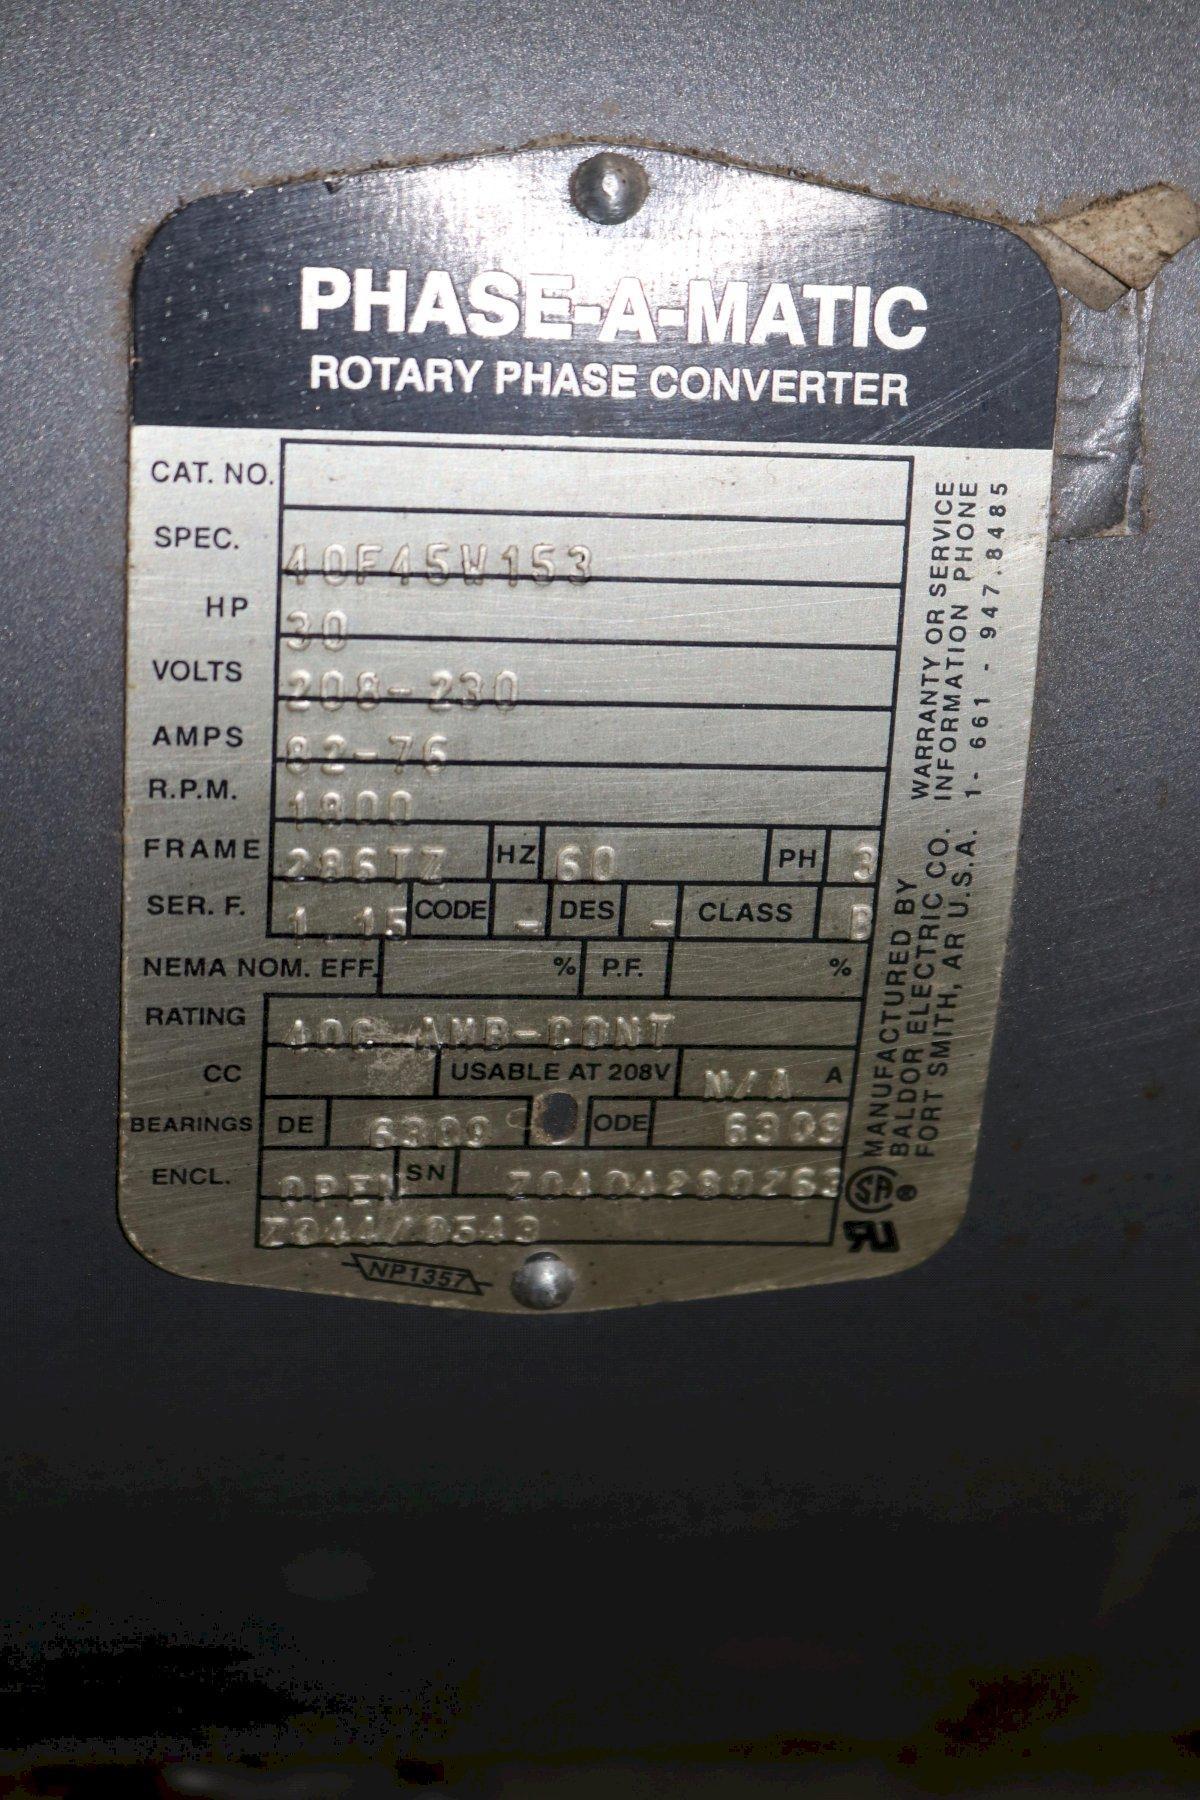 PHASE-A-MATIC
ROTARY PHASE CONVERTER
CAT. NO.
SPEC. 40F45W153
HP 30
VOLTS 208-230
AMPS 82-76
R.P.M. 1800
FRAME 286TZ HZ 60 PH 3
SER. F. 1.15 CODE - DES - CLASS B
NEMA NOM. EFF. % P.F. %
RATING 40C AMB-CONT
CC USABLE AT 208V N/A A
BEARINGS DE 6309 ODE 6309
ENCL. OPEN SN Z0404280263
NP1357
WARRANTY OR SERVICE
INFORMATION PHONE
1- 661 - 947.8485
MANUFACTURED BY
BALDOR ELECTRIC CO.
FORT SMITH, AR U.S.A.